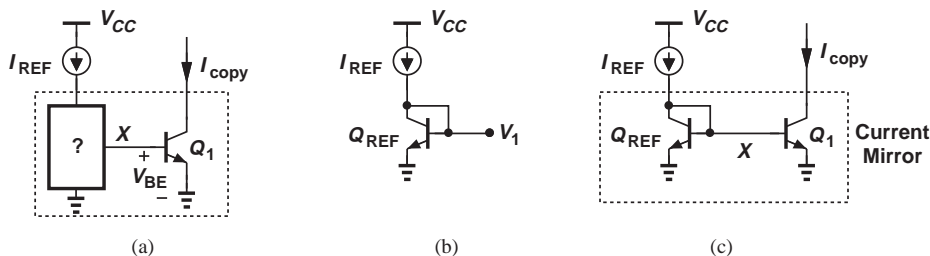 V_CC
I_REF
I_copy
?
X
+
V_BE
−
Q_1
(a)
V_CC
I_REF
Q_REF
V_1
(b)
V_CC
I_REF
I_copy
Q_REF
X
Q_1
Current
Mirror
(c)